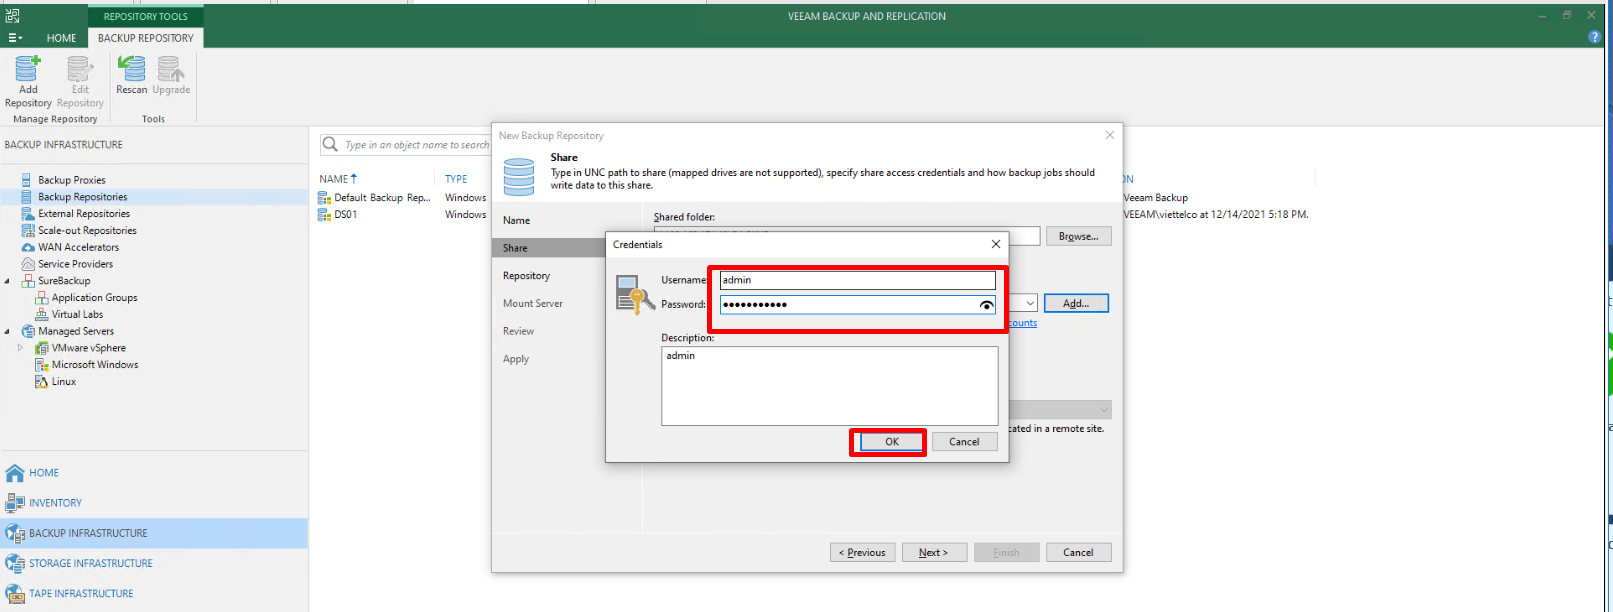 REPOSITORY TOOLS
VEEAM BACKUP AND REPLICATION
HOME
BACKUP REPOSITORY
Add Repository
Edit Repository
Rescan
Upgrade
Manage Repository
Tools
BACKUP INFRASTRUCTURE
Backup Proxies
Backup Repositories
External Repositories
Scale-out Repositories
WAN Accelerators
Service Providers
SureBackup
Application Groups
Virtual Labs
Managed Servers
VMware vSphere
Microsoft Windows
Linux
HOME
INVENTORY
BACKUP INFRASTRUCTURE
STORAGE INFRASTRUCTURE
TAPE INFRASTRUCTURE
Type in an object name to search
NAME
TYPE
ON
Default Backup Rep...
Windows
Veeam Backup
DS01
Windows
VEEAM\viettelco at 12/14/2021 5:18 PM.
New Backup Repository
Share
Type in UNC path to share (mapped drives are not supported), specify share access credentials and how backup jobs should
write data to this share.
Name
Share
Repository
Mount Server
Review
Apply
Shared folder:
Browse...
Add...
counts
cated in a remote site.
Credentials
Username:
admin
Password:
•••••••••••
Description:
admin
OK
Cancel
< Previous
Next >
Finish
Cancel